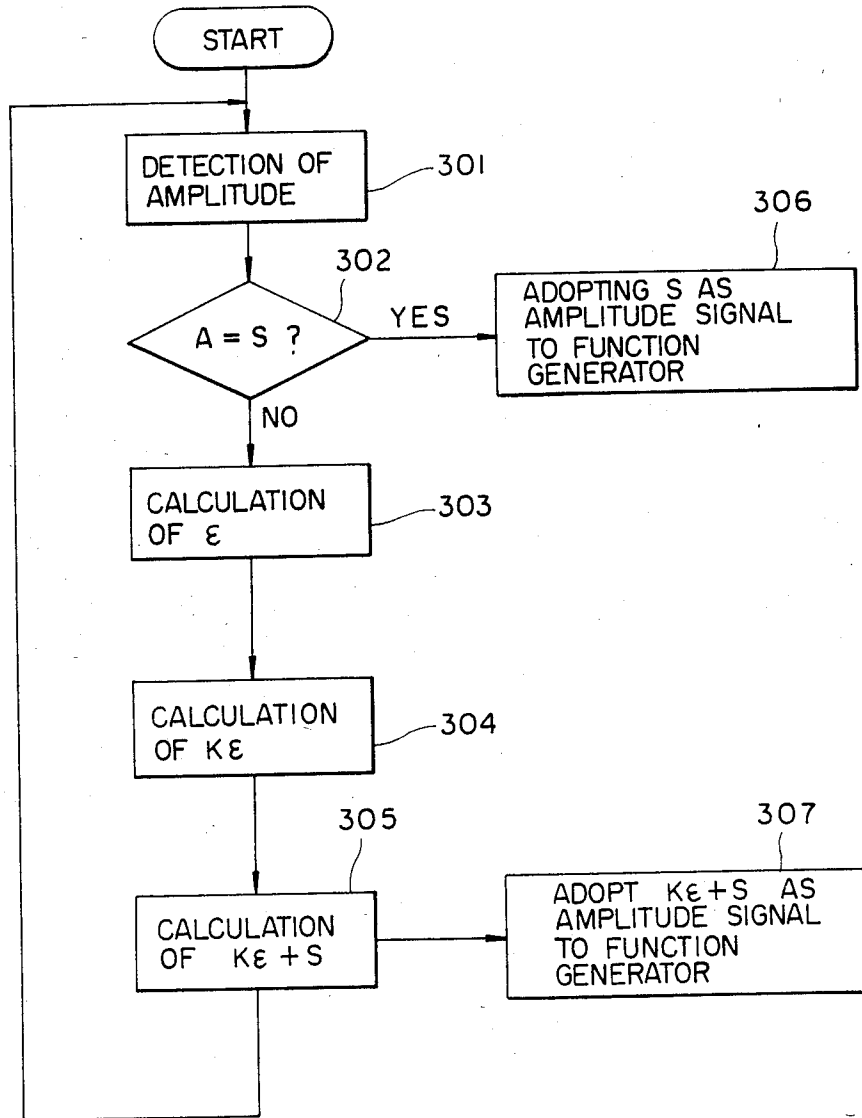 START
DETECTION OF
AMPLITUDE
301
302
A = S ?
YES
NO
306
ADOPTING S AS
AMPLITUDE SIGNAL
TO FUNCTION
GENERATOR
CALCULATION
OF ε
303
CALCULATION
OF Kε
304
305
CALCULATION
OF Kε + S
307
ADOPT Kε+S AS
AMPLITUDE SIGNAL
TO FUNCTION
GENERATOR